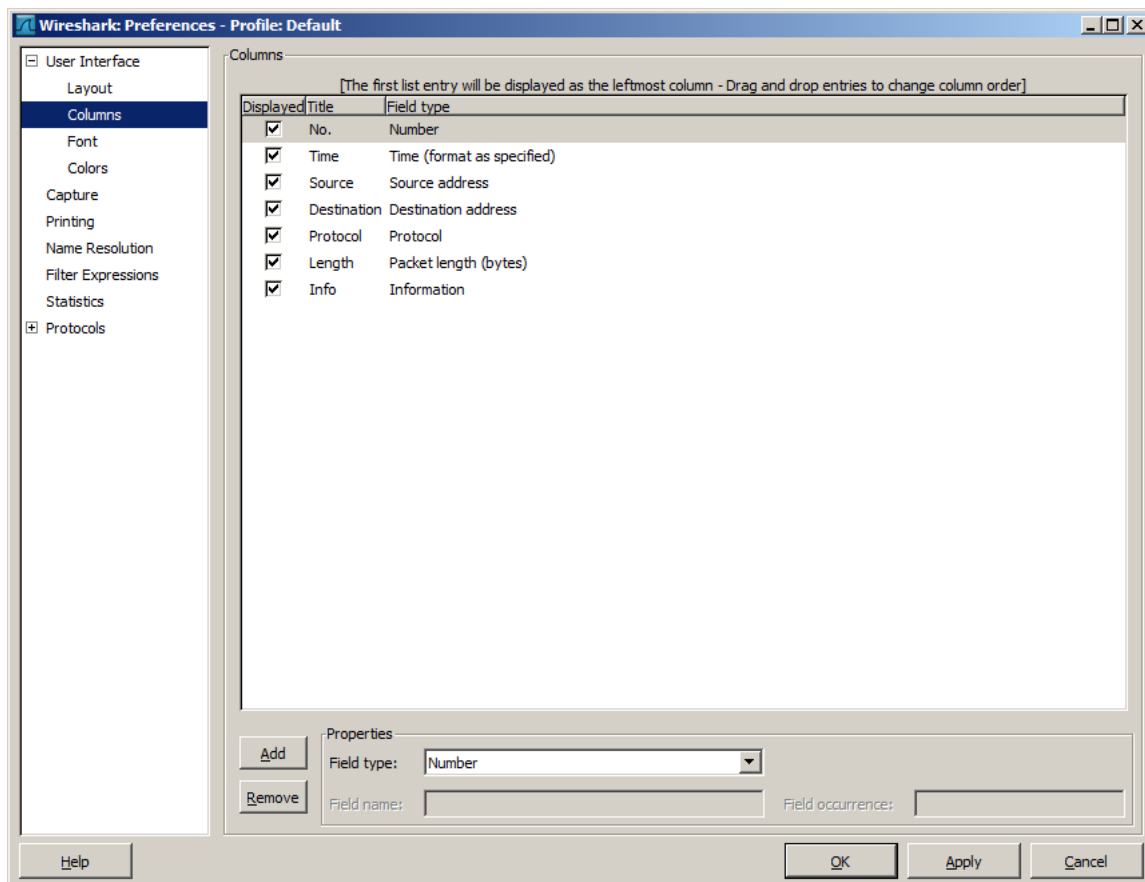 Wireshark: Preferences - Profile: Default
User Interface
Layout
Columns
Font
Colors
Capture
Printing
Name Resolution
Filter Expressions
Statistics
Protocols
Columns
[The first list entry will be displayed as the leftmost column - Drag and drop entries to change column order]
Displayed Title Field type
No. Number
Time Time (format as specified)
Source Source address
Destination Destination address
Protocol Protocol
Length Packet length (bytes)
Info Information
Add
Remove
Properties
Field type: Number
Field name: Field occurrence:
Help OK Apply Cancel